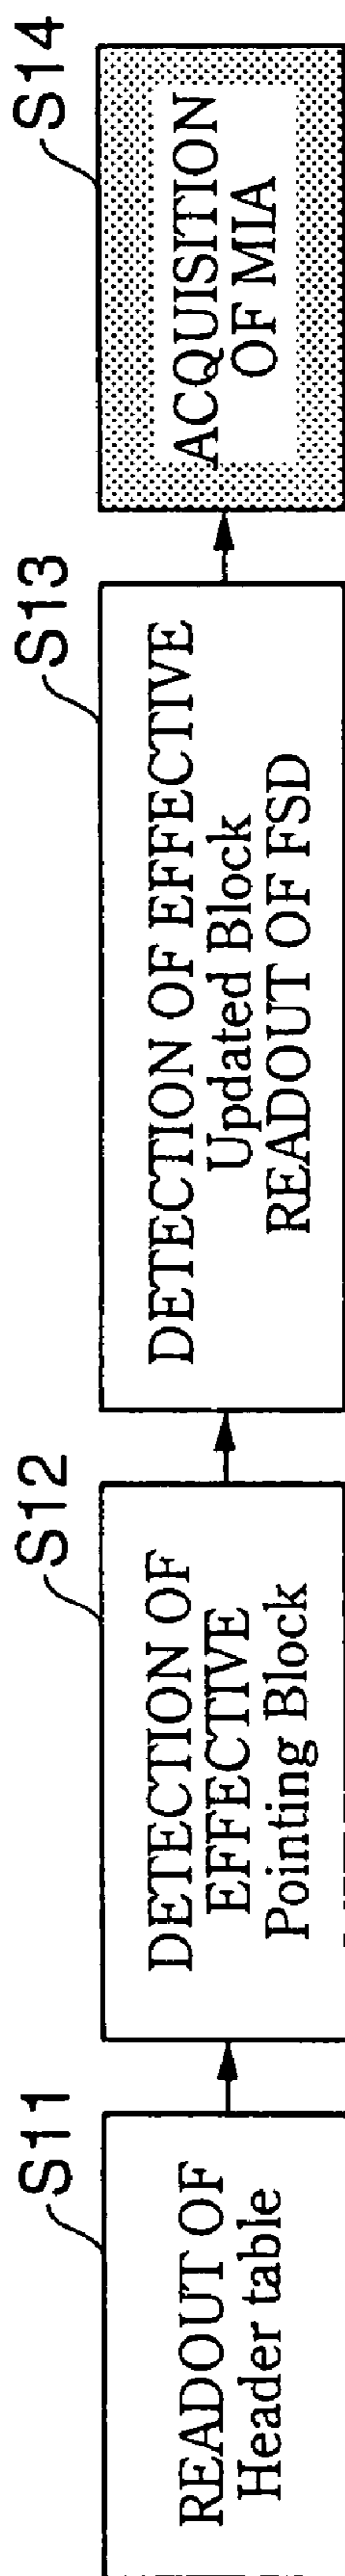 S11
READOUT OF
Header table
S12
DETECTION OF
EFFECTIVE
Pointing Block
S13
DETECTION OF EFFECTIVE
Updated Block
READOUT OF FSD
S14
ACQUISITION
OF MIA